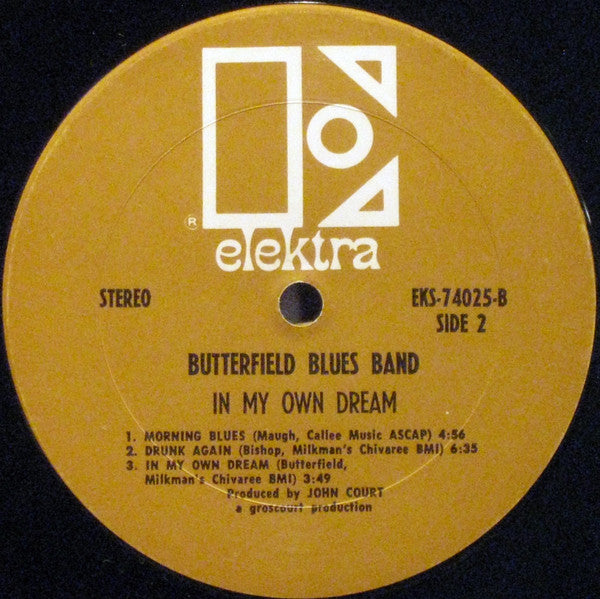 ®
elektra
STEREO
EKS-74025-B
SIDE 2
BUTTERFIELD BLUES BAND
IN MY OWN DREAM
1. MORNING BLUES (Maugh, Callee Music ASCAP) 4:56
2. DRUNK AGAIN (Bishop, Milkman's Chivaree BMI) 6:35
3. IN MY OWN DREAM (Butterfield,
Milkman's Chivaree BMI) 3:49
Produced by JOHN COURT
a groscourt production